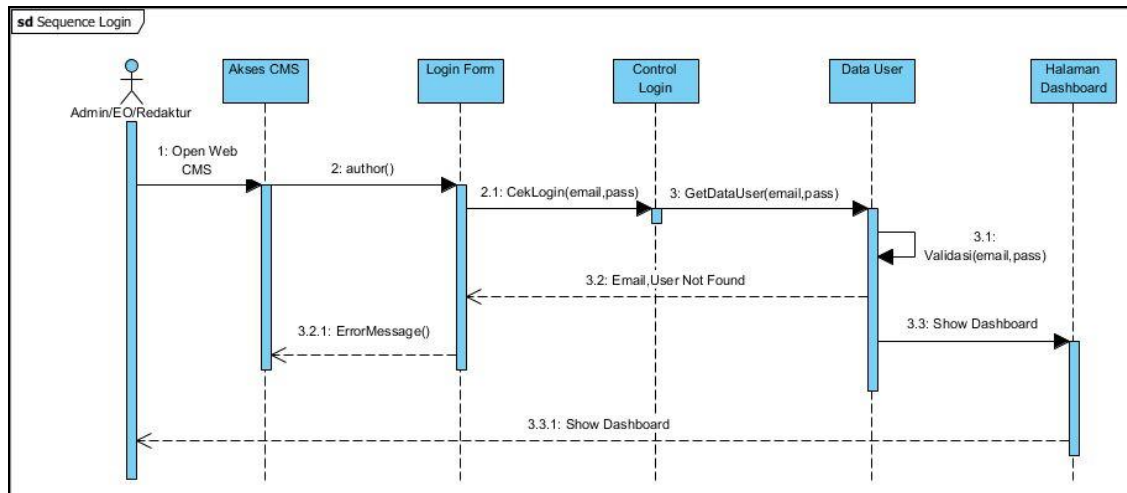 sd Sequence Login
Akses CMS
Login Form
Control
Login
Data User
Halaman
Dashboard
Admin/EO/Redaktur
1: Open Web
CMS
2: author()
2.1: CekLogin(email,pass)
3: GetDataUser(email,pass)
3.1:
Validasi(email,pass)
3.2: Email,User Not Found
3.2.1: ErrorMessage()
3.3: Show Dashboard
3.3.1: Show Dashboard